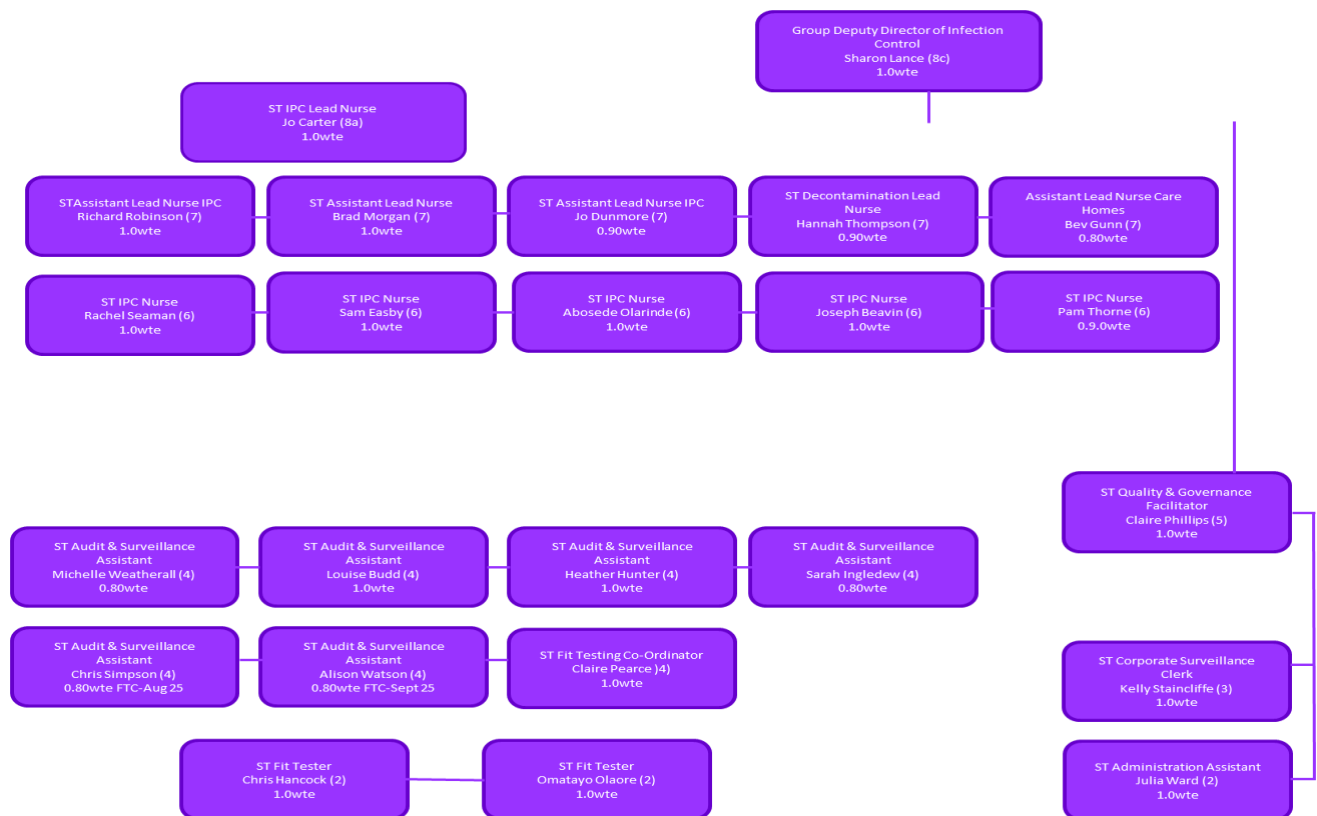 Group Deputy Director of Infection
Control
Sharon Lance (8c)
1.0wte
ST IPC Lead Nurse
Jo Carter (8a)
1.0wte
STAssistant Lead Nurse IPC
Richard Robinson (7)
1.0wte
ST Assistant Lead Nurse
Brad Morgan (7)
1.0wte
ST Assistant Lead Nurse IPC
Jo Dunmore (7)
0.90wte
ST Decontamination Lead
Nurse
Hannah Thompson (7)
0.90wte
Assistant Lead Nurse Care
Homes
Bev Gunn (7)
0.80wte
ST IPC Nurse
Rachel Seaman (6)
1.0wte
ST IPC Nurse
Sam Easby (6)
1.0wte
ST IPC Nurse
Abosede Olarinde (6)
1.0wte
ST IPC Nurse
Joseph Beavin (6)
1.0wte
ST IPC Nurse
Pam Thorne (6)
0.9.0wte
ST Quality & Governance
Facilitator
Claire Phillips (5)
1.0wte
ST Audit & Surveillance
Assistant
Michelle Weatherall (4)
0.80wte
ST Audit & Surveillance
Assistant
Louise Budd (4)
1.0wte
ST Audit & Surveillance
Assistant
Heather Hunter (4)
1.0wte
ST Audit & Surveillance
Assistant
Sarah Ingledew (4)
0.80wte
ST Audit & Surveillance
Assistant
Chris Simpson (4)
0.80wte FTC-Aug 25
ST Audit & Surveillance
Assistant
Alison Watson (4)
0.80wte FTC-Sept 25
ST Fit Testing Co-Ordinator
Claire Pearce )4)
1.0wte
ST Corporate Surveillance
Clerk
Kelly Staincliffe (3)
1.0wte
ST Fit Tester
Chris Hancock (2)
1.0wte
ST Fit Tester
Omatayo Olaore (2)
1.0wte
ST Administration Assistant
Julia Ward (2)
1.0wte